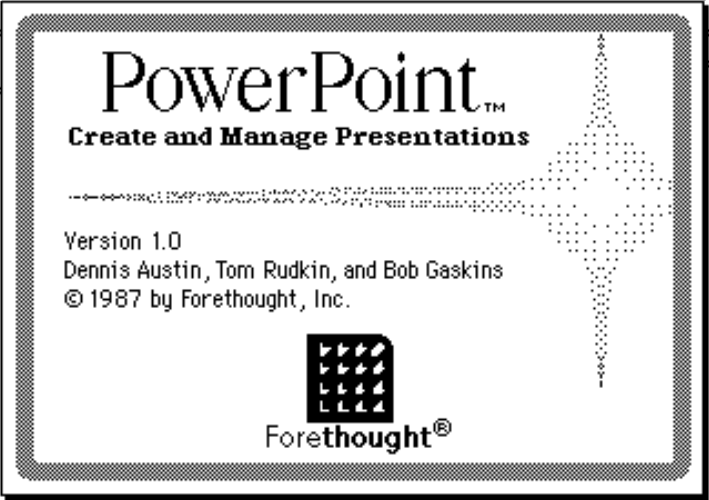 PowerPoint™
Create and Manage Presentations
Version 1.0
Dennis Austin, Tom Rudkin, and Bob Gaskins
© 1987 by Forethought, Inc.
Forethought®